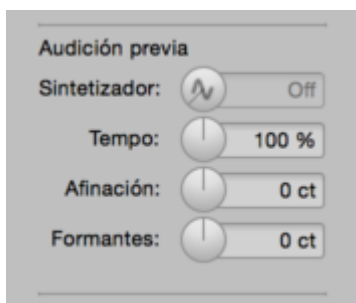 Audición previa
Sintetizador: Off
Tempo: 100 %
Afinación: 0 ct
Formantes: 0 ct